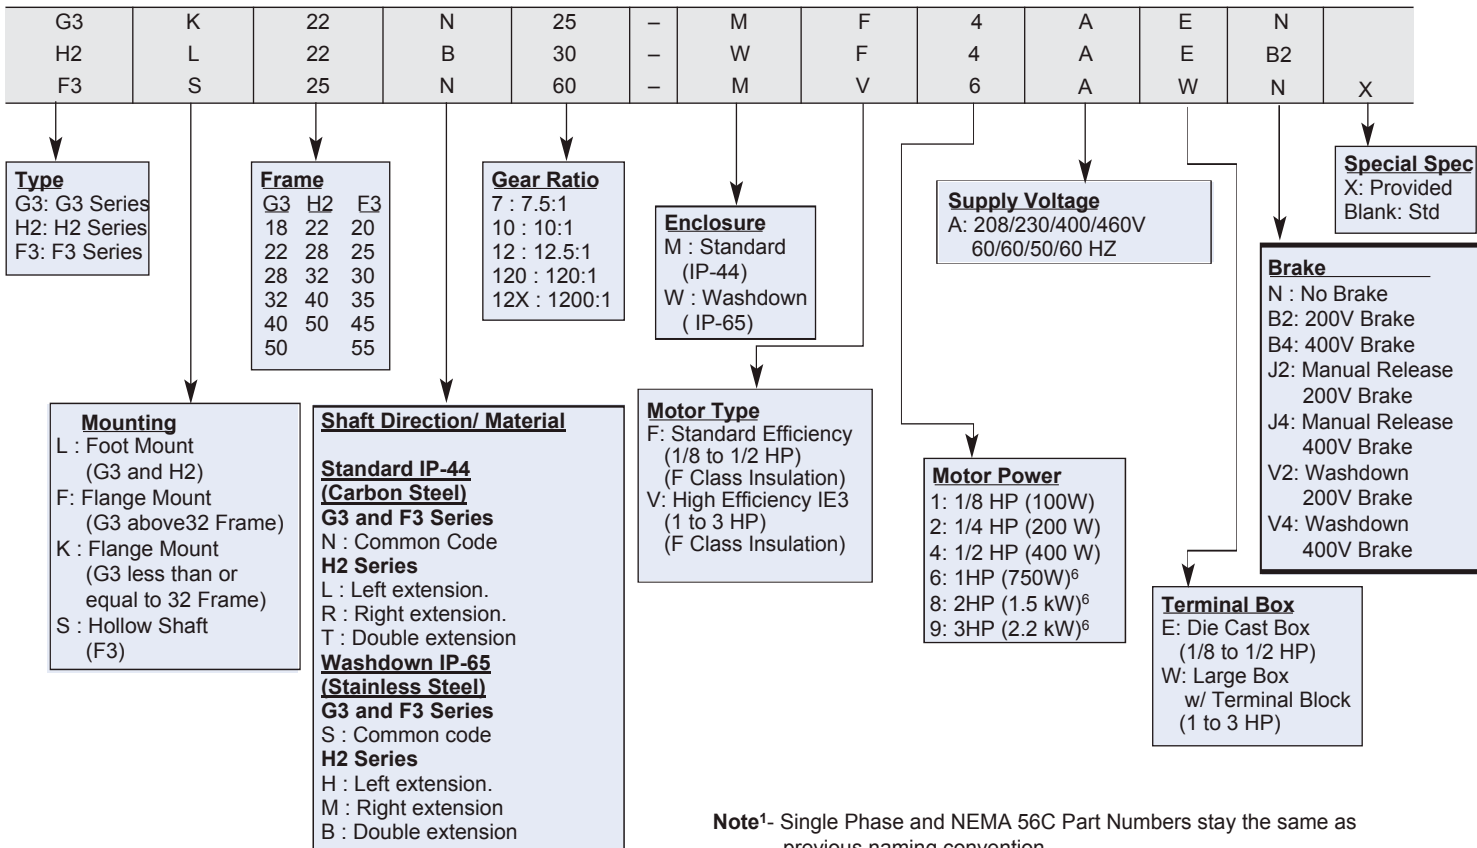 G3 K 22 N 25 – M F 4 A E N
H2 L 22 B 30 – W F 4 A E B2
F3 S 25 N 60 – M V 6 A W N X
Type
G3: G3 Series
H2: H2 Series
F3: F3 Series
Frame
G3 H2 F3
18 22 20
22 28 25
28 32 30
32 40 35
40 50 45
50 55
Gear Ratio
7 : 7.5:1
10 : 10:1
12 : 12.5:1
120 : 120:1
12X : 1200:1
Enclosure
M : Standard
(IP-44)
W : Washdown
( IP-65)
Supply Voltage
A: 208/230/400/460V
60/60/50/60 HZ
Special Spec
X: Provided
Blank: Std
Brake
N : No Brake
B2: 200V Brake
B4: 400V Brake
J2: Manual Release
200V Brake
J4: Manual Release
400V Brake
V2: Washdown
200V Brake
V4: Washdown
400V Brake
Mounting
L : Foot Mount
(G3 and H2)
F: Flange Mount
(G3 above32 Frame)
K : Flange Mount
(G3 less than or
equal to 32 Frame)
S : Hollow Shaft
(F3)
Shaft Direction/ Material
Standard IP-44
(Carbon Steel)
G3 and F3 Series
N : Common Code
H2 Series
L : Left extension.
R : Right extension.
T : Double extension
Washdown IP-65
(Stainless Steel)
G3 and F3 Series
S : Common code
H2 Series
H : Left extension.
M : Right extension
B : Double extension
Motor Type
F: Standard Efficiency
(1/8 to 1/2 HP)
(F Class Insulation)
V: High Efficiency IE3
(1 to 3 HP)
(F Class Insulation)
Motor Power
1: 1/8 HP (100W)
2: 1/4 HP (200 W)
4: 1/2 HP (400 W)
6: 1HP (750W)⁶
8: 2HP (1.5 kW)⁶
9: 3HP (2.2 kW)⁶
Terminal Box
E: Die Cast Box
(1/8 to 1/2 HP)
W: Large Box
w/ Terminal Block
(1 to 3 HP)
Note¹- Single Phase and NEMA 56C Part Numbers stay the same as
previous naming convention